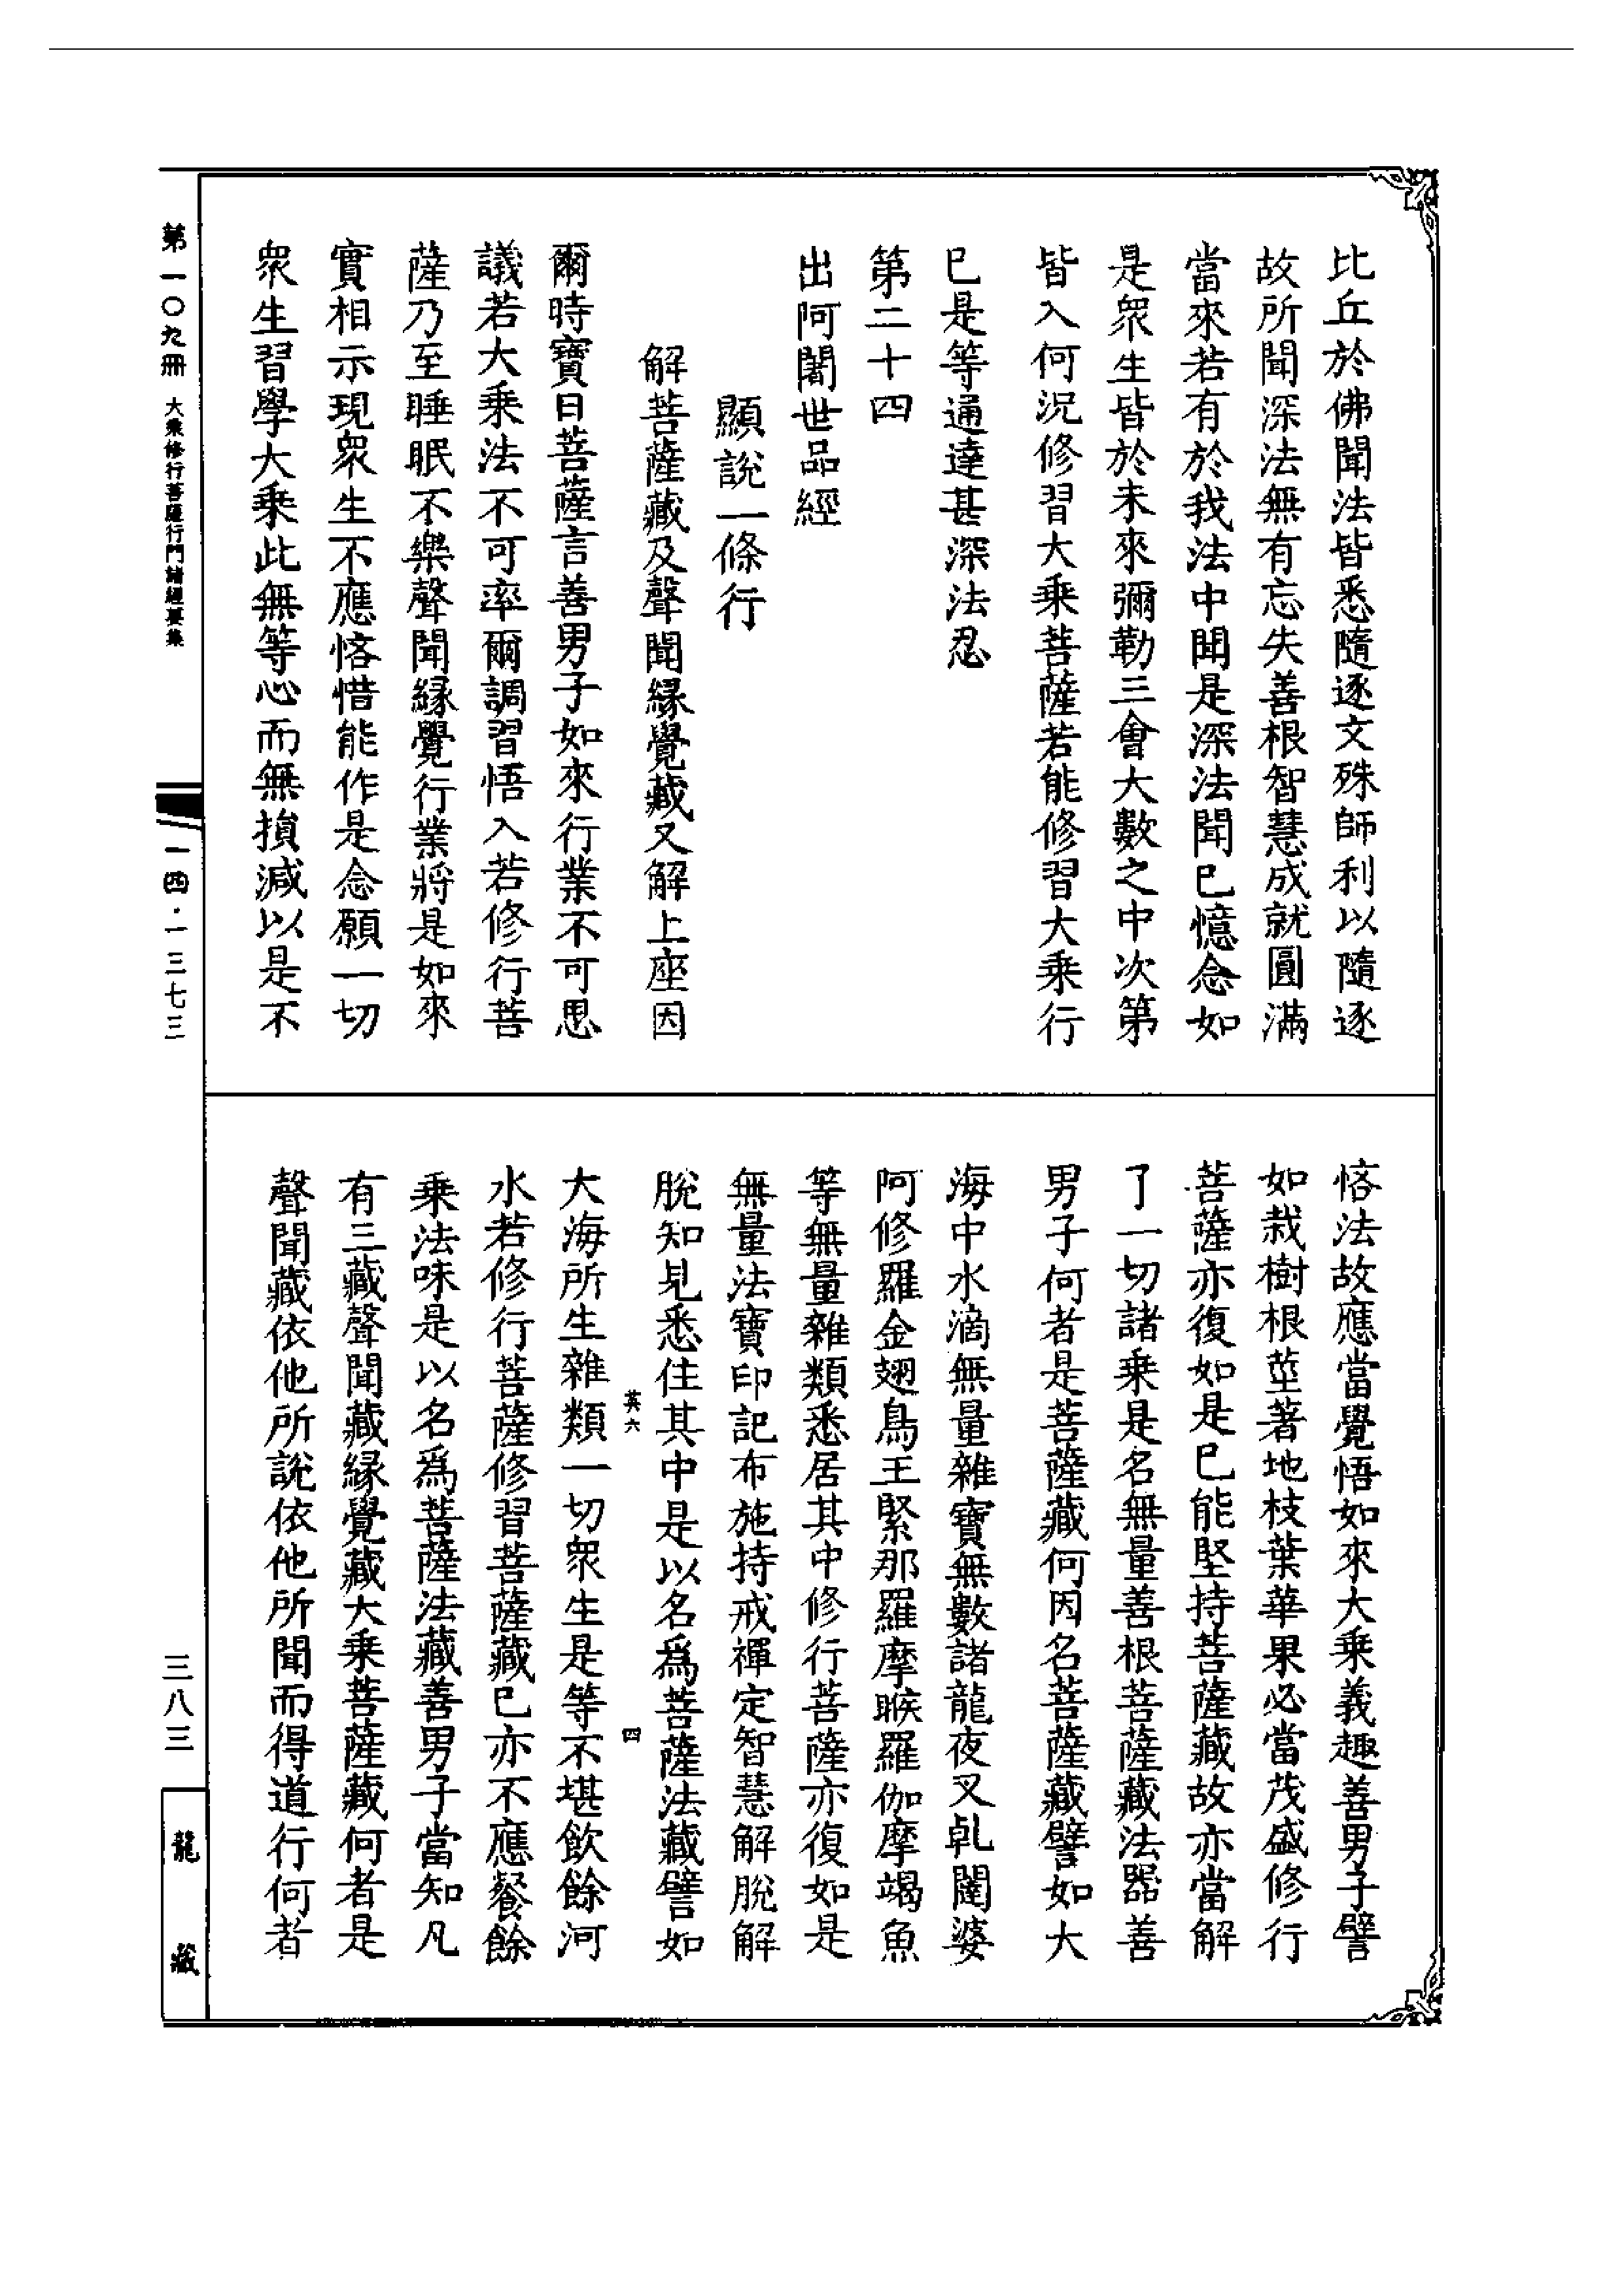 比丘於佛聞法皆悉隨逐文殊師利以隨逐
故所聞深法無有忘失善根智慧成就圓滿
當來若有於我法中聞是深法聞已憶念如
是衆生皆於未來彌勒三會大數之中次第
皆入何況修習大乘菩薩若能修習大乘行
已是等通達甚深法忍
第二十四
出阿闍世品經
顯説一條行
解菩薩藏及聲聞縁覺藏又解上座因
爾時寶日菩薩言善男子如來行業不可思
議若大乘法不可率爾調習悟入若修行菩
薩乃至睡眠不樂聲聞縁覺行業將是如來
實相示現衆生不應悋惜能作是念願一切
衆生習學大乘此無等心而無損減以是不
悋法故應當覺悟如來大乘義趣善男子譬
如栽樹根莖著地枝葉華果必當茂盛修行
菩薩亦復如是已能堅持菩薩藏故亦當解
了一切諸乘是名無量善根菩薩藏法器善
男子何者是菩薩藏何因名菩薩藏譬如大
海中水滴無量雜寶無數諸龍夜叉乹闥婆
阿修羅金翅鳥王緊那羅摩睺羅伽摩竭魚
等無量雜類悉居其中修行菩薩亦復如是
無量法寶印記布施持戒禪定智慧解脫解
脫知見悉住其中是以名爲菩薩法藏譬如
英六
四
大海所生雜類一切衆生是等不堪飲餘河
水若修行菩薩修習菩薩藏已亦不應餐餘
乘法味是以名爲菩薩法藏善男子當知凡
有三藏聲聞藏縁覺藏大乘菩薩藏何者是
聲聞藏依他所説依他所聞而得道行何者
第一〇九冊
大乘修行菩薩行門諸經要集
一四·一三七三
三八三
龍藏